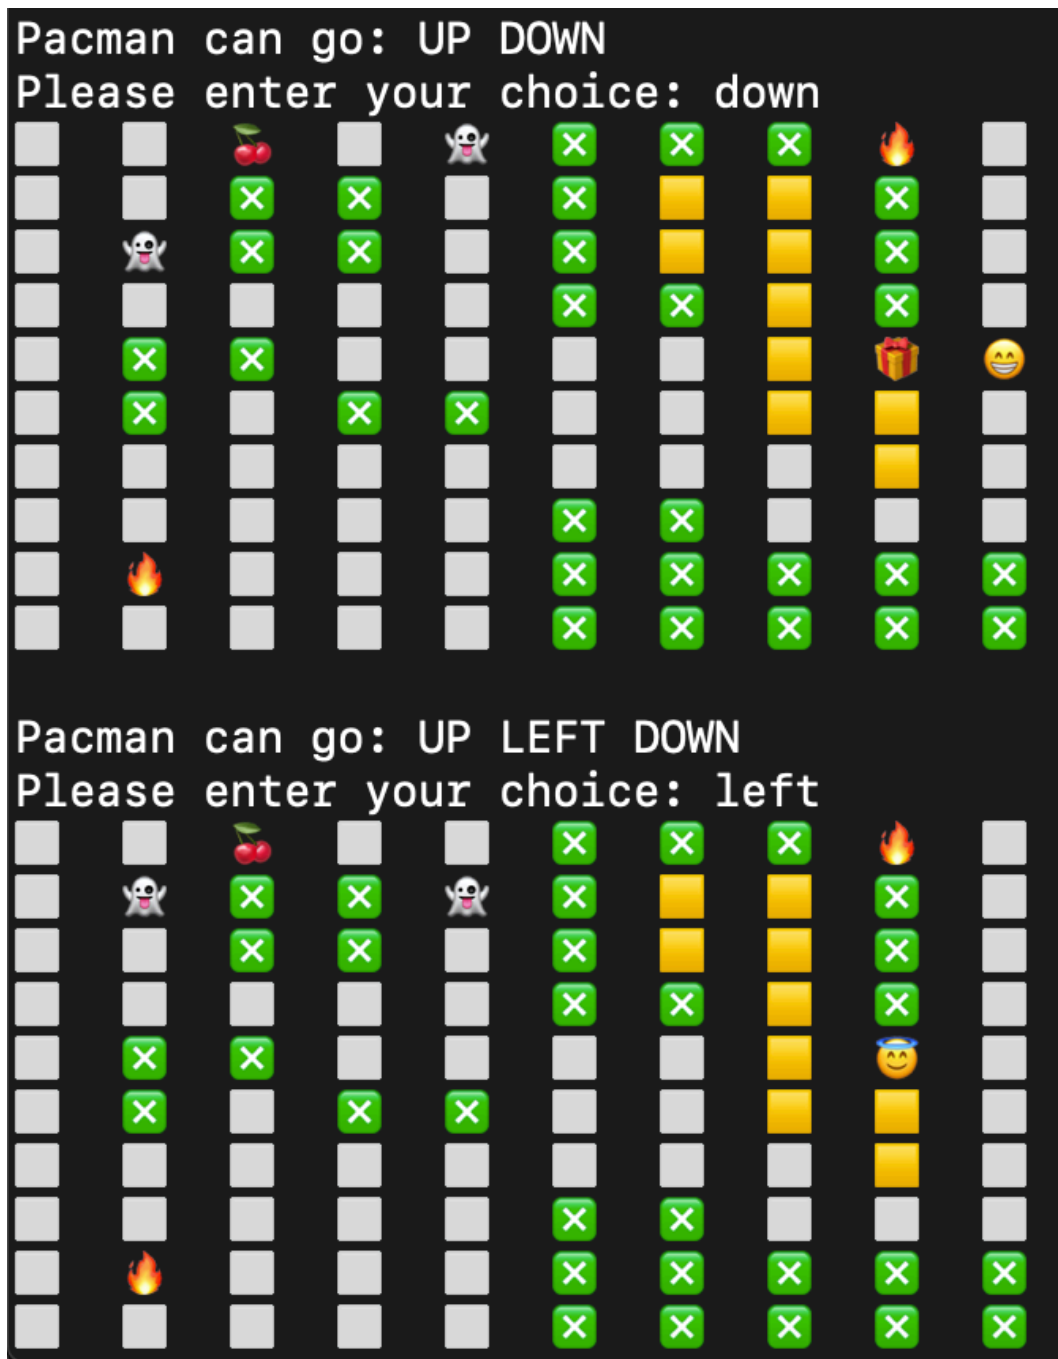 Pacman can go: UP DOWN
Please enter your choice: down
Pacman can go: UP LEFT DOWN
Please enter your choice: left